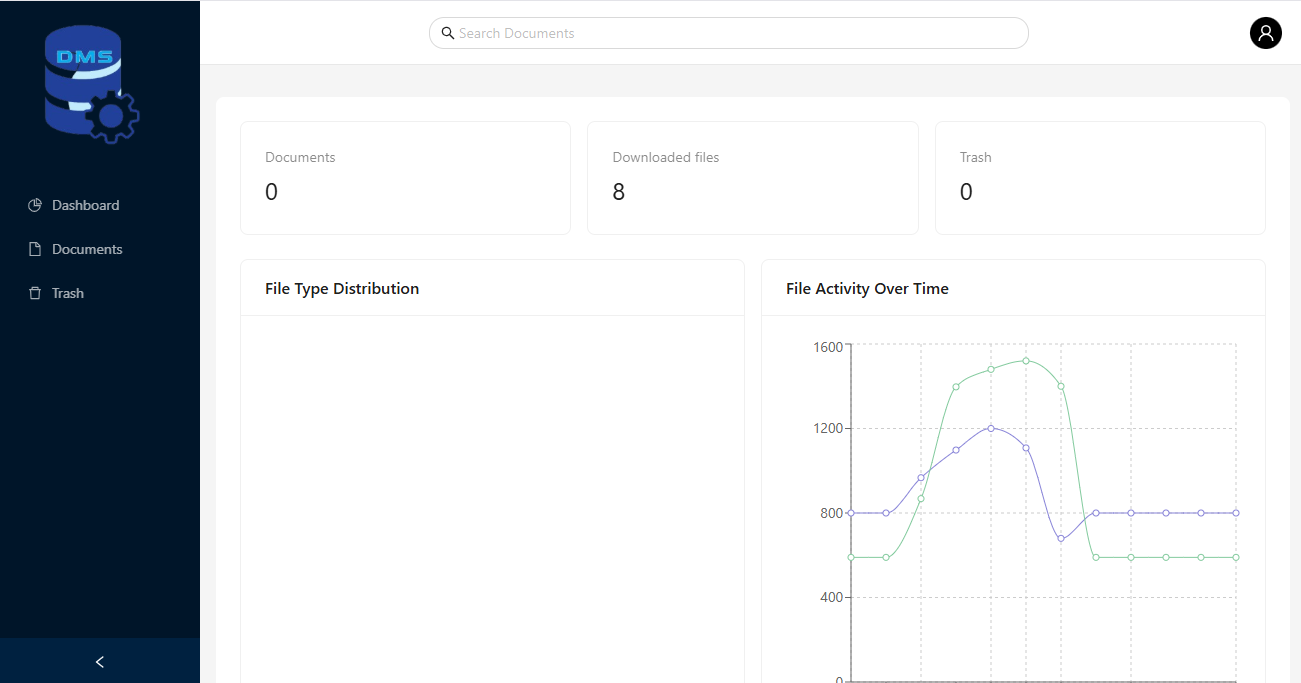 DMS
Search Documents
Dashboard
Documents
Trash
Documents
0
Downloaded files
8
Trash
0
File Type Distribution
File Activity Over Time
1600
1200
800
400
0